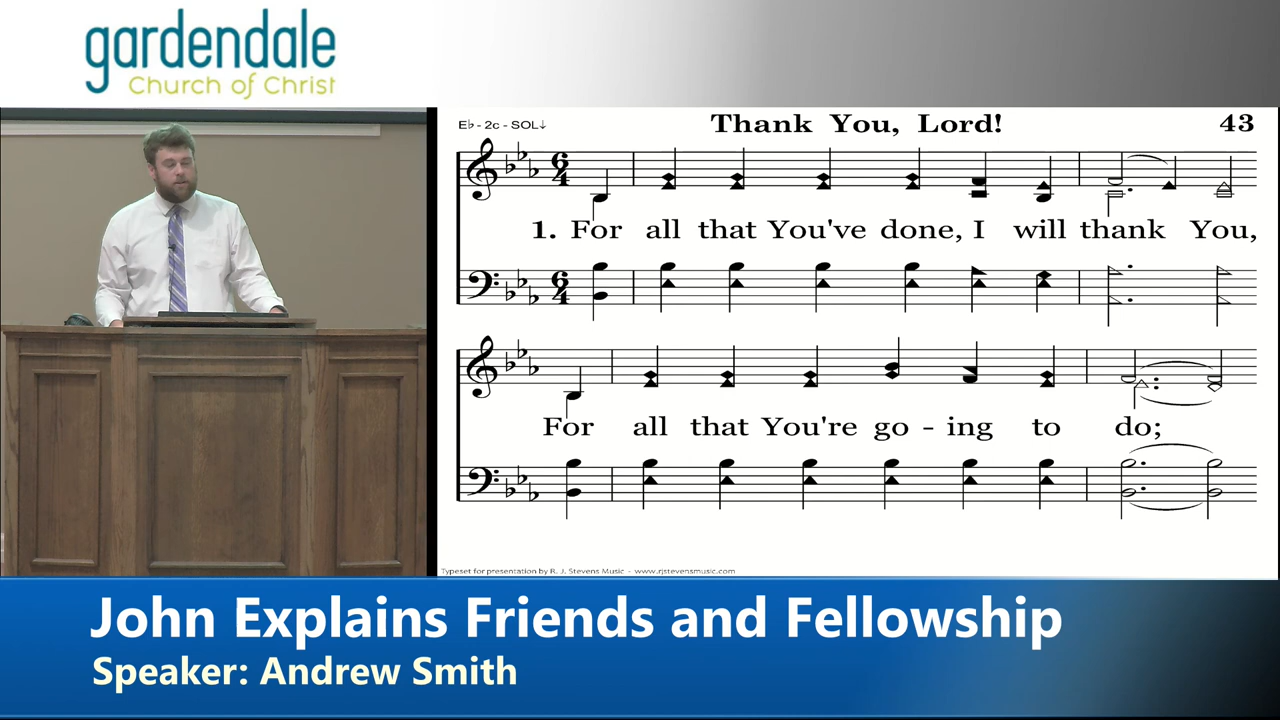 gardendale
Church of Christ
E♭ - 2c - SOL↓
Thank You, Lord!
43
1. For all that You've done, I will thank You,
For all that You're go - ing to do;
Typeset for presentation by R. J. Stevens Music - www.rjstevensmusic.com
John Explains Friends and Fellowship
Speaker: Andrew Smith